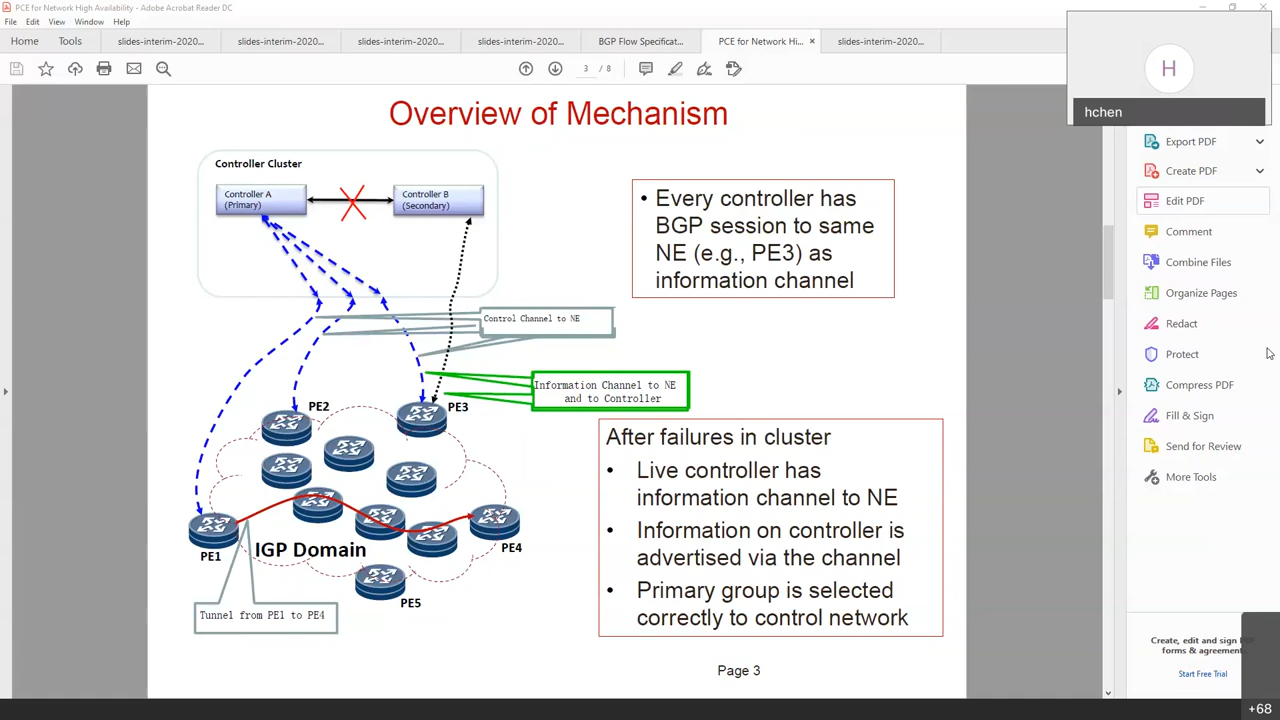 PCE for Network High Availability - Adobe Acrobat Reader DC
File Edit View Window Help
Home Tools slides-interim-2020... slides-interim-2020... slides-interim-2020... slides-interim-2020... BGP Flow Specificat... PCE for Network Hi... × slides-interim-2020...
3 / 8
H
hchen
Overview of Mechanism
Controller Cluster
Controller A
(Primary)
Controller B
(Secondary)
• Every controller has
BGP session to same
NE (e.g., PE3) as
information channel
Control Channel to NE
Information Channel to NE
and to Controller
PE2
PE3
PE1
IGP Domain
PE4
PE5
Tunnel from PE1 to PE4
After failures in cluster
• Live controller has
information channel to NE
• Information on controller is
advertised via the channel
• Primary group is selected
correctly to control network
Page 3
Export PDF
Create PDF
Edit PDF
Comment
Combine Files
Organize Pages
Redact
Protect
Compress PDF
Fill & Sign
Send for Review
More Tools
Create, edit and sign
forms & agreements
Start Free Trial
+68